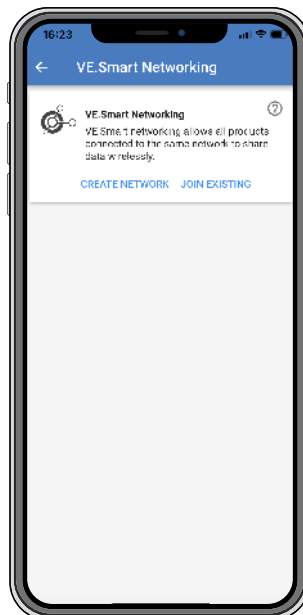 16:23
VE.Smart Networking
VE.Smart Networking
VE.Smart networking allows all products
connected to the same network to share
data wirelessly.
CREATE NETWORK JOIN EXISTING